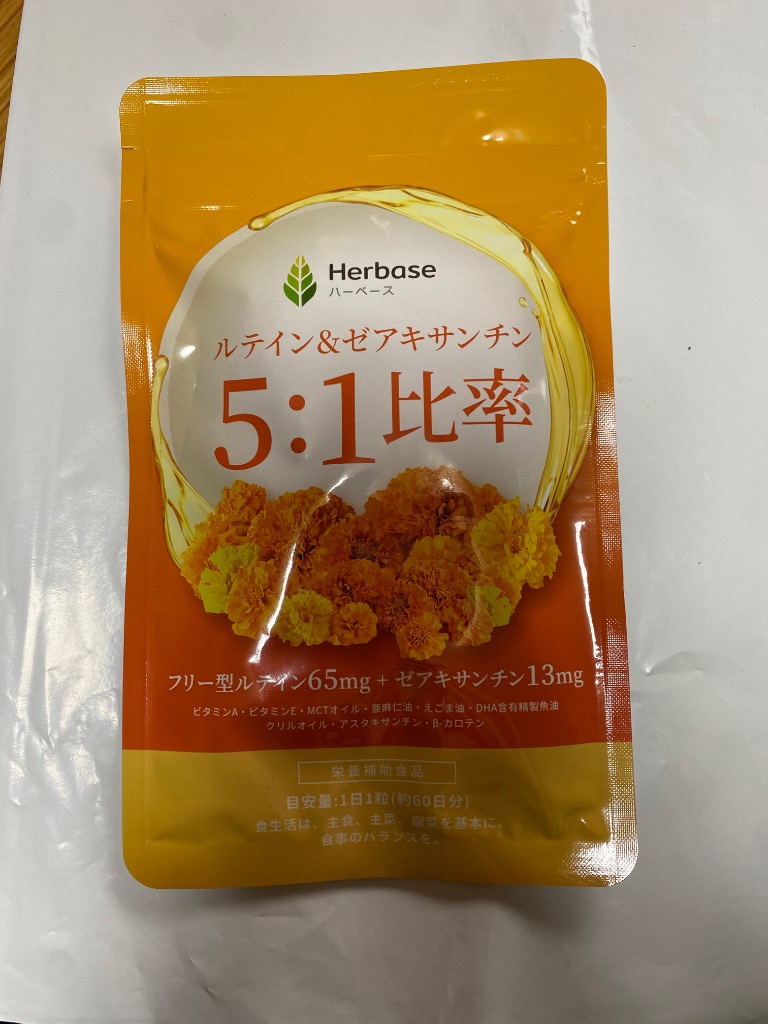 Herbase
ハーベース
ルテイン&ゼアキサンチン
5:1比率
フリー型ルテイン65mg + ゼアキサンチン13mg
ビタミンA・ビタミンE・MCTオイル・亜麻仁油・えごま油・DHA含有精製魚油
クリルオイル・アスタキサンチン・β-カロテン
栄養補助食品
目安量:1日1粒(約60日分)
食生活は、主食、主菜、副菜を基本に、
食事のバランスを。